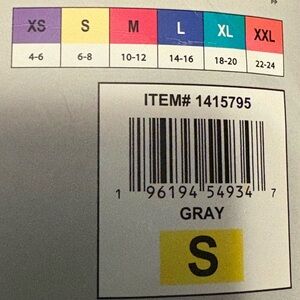 XS S M L XL XXL
4-6 6-8 10-12 14-16 18-20 22-24
ITEM# 1415795
1 96194 54934 7
GRAY
S